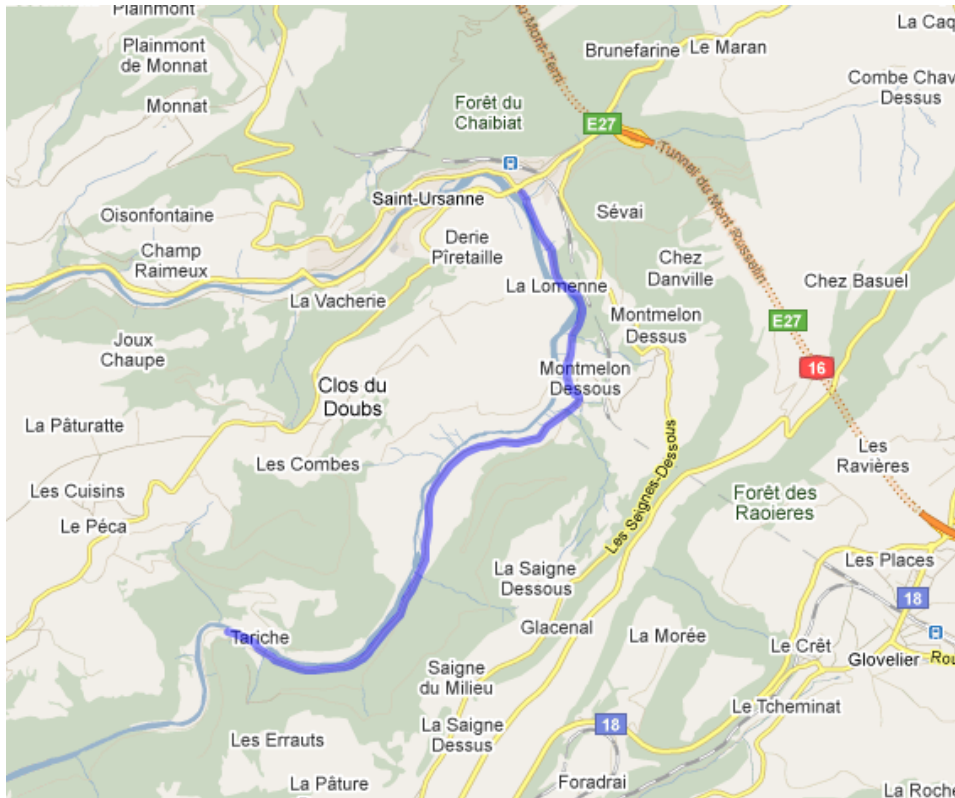 Plainmont
Plainmont
de Monnat
Monnat
Brunefarine
Le Maran
La Caq
Combe Chav
Dessus
Forêt du
Chaibiat
E27
Tunnel du Mont Russelin
Saint-Ursanne
Oisonfontaine
Champ
Raimeux
Derie
Pîretaille
Sévai
Chez
Danville
Chez Basuel
La Vacherie
La Lomenne
Montmelon
Dessus
E27
Joux
Chaupe
16
Montmelon
Dessous
Clos du
Doubs
La Pâturatte
Les Combes
Les
Ravières
Les Cuisins
Le Péca
Les Seignes-Dessous
Forêt des
Raoieres
La Saigne
Dessous
Les Places
18
Glacenal
La Morée
Tariche
Le Crêt
Glovelier
Rou
Saigne
du Milieu
Le Tcheminat
La Saigne
Dessus
18
Les Errauts
La Pâture
Foradrai
La Roche